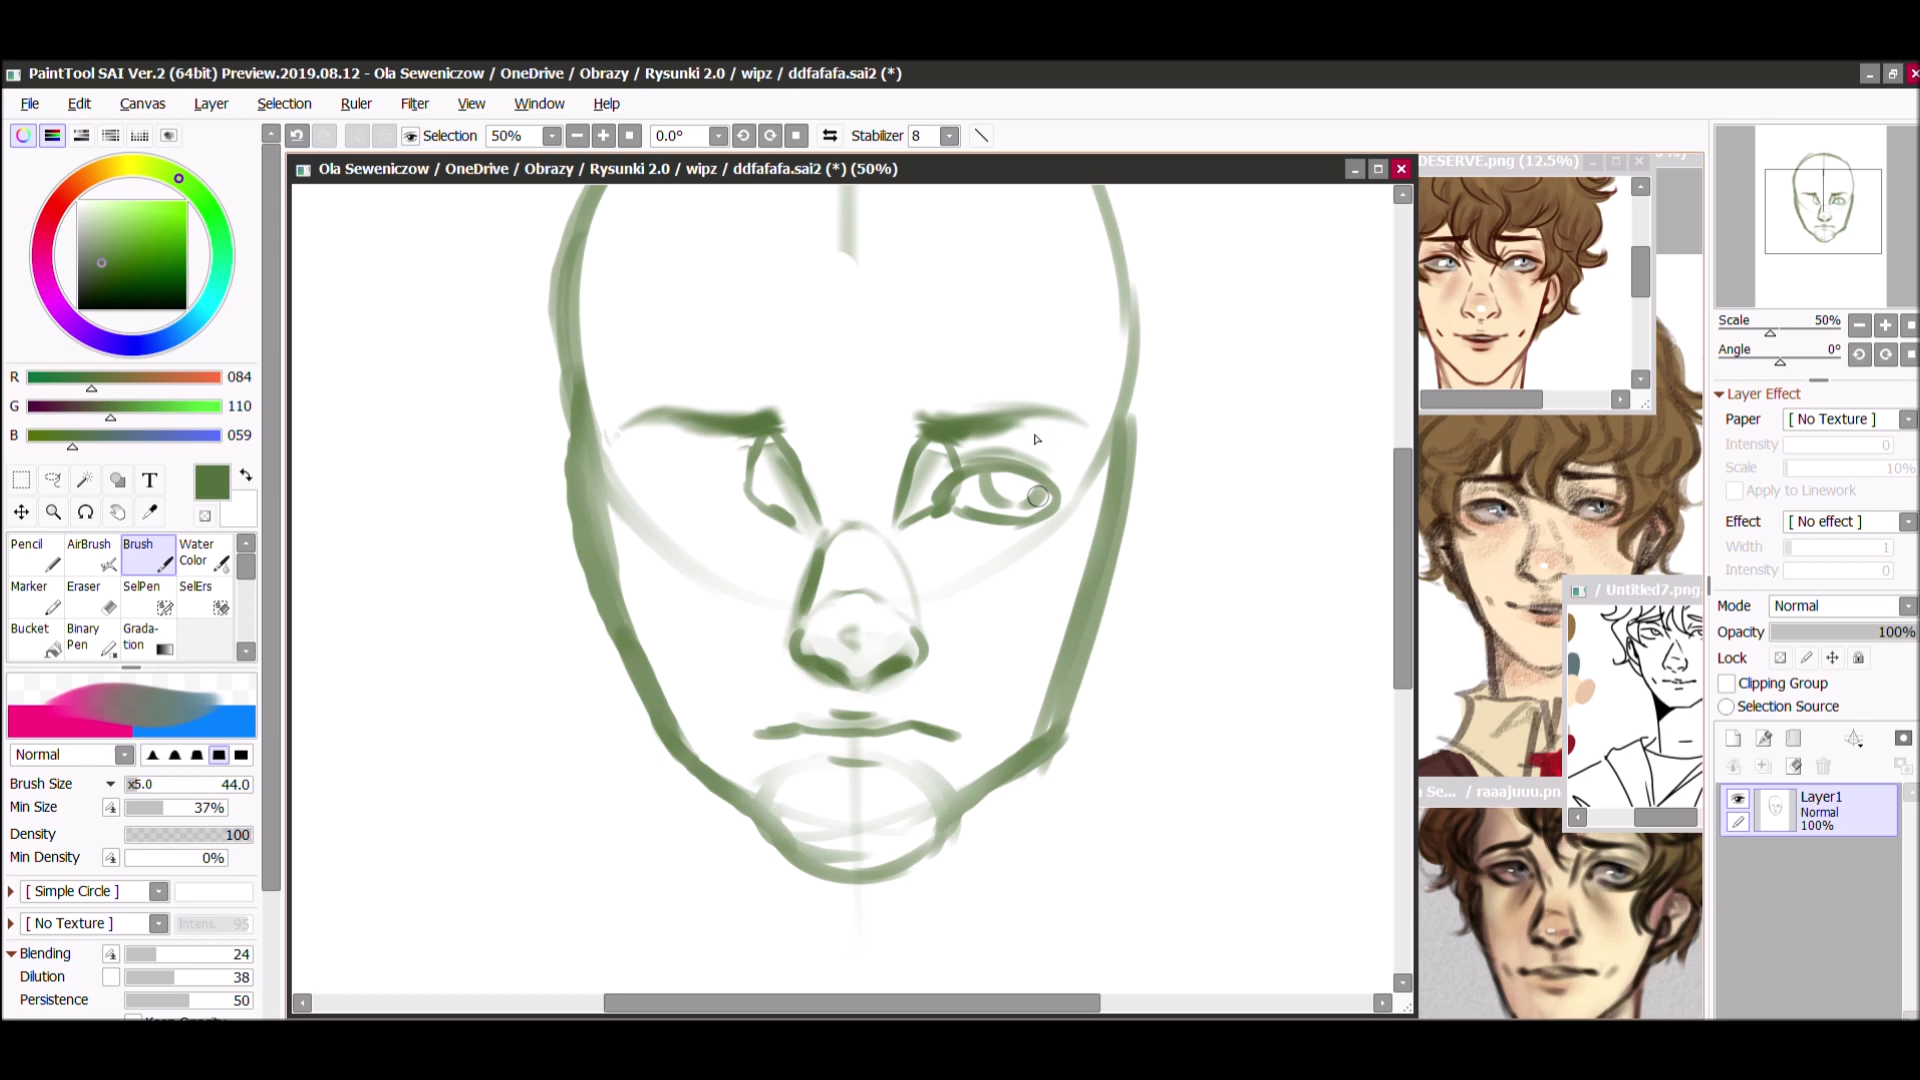 PaintTool SAI Ver.2 (64bit) Preview.2019.08.12 - Ola Seweniczow / OneDrive / Obrazy / Rysunki 2.0 / wipz / ddfafafa.sai2 (*)
File Edit Canvas Layer Selection Ruler Filter View Window Help
Selection 50% 0.0° Stabilizer 8
Ola Seweniczow / OneDrive / Obrazy / Rysunki 2.0 / wipz / ddfafafa.sai2 (*) (50%)
DESERVE.png (12.5%)
Scale 50%
Angle 0°
R 084
G 110
B 059
Layer Effect
Paper [ No Texture ]
Intensity 0
Scale 10%
Apply to Linework
Effect [ No effect ]
Width 1
Intensity 0
T
Pencil AirBrush Brush Water Color
Marker Eraser SelPen SelErs
Bucket Binary Pen Grada-tion
/ Untitled7.png
Mode Normal
Opacity 100%
Lock
Clipping Group
Selection Source
Normal
Brush Size x5.0 44.0
Min Size 37%
Density 100
Min Density 0%
[ Simple Circle ]
[ No Texture ] Intens. 95
Blending 24
Dilution 38
Persistence 50
Se... / raaajuuu.pn
Layer1
Normal
100%